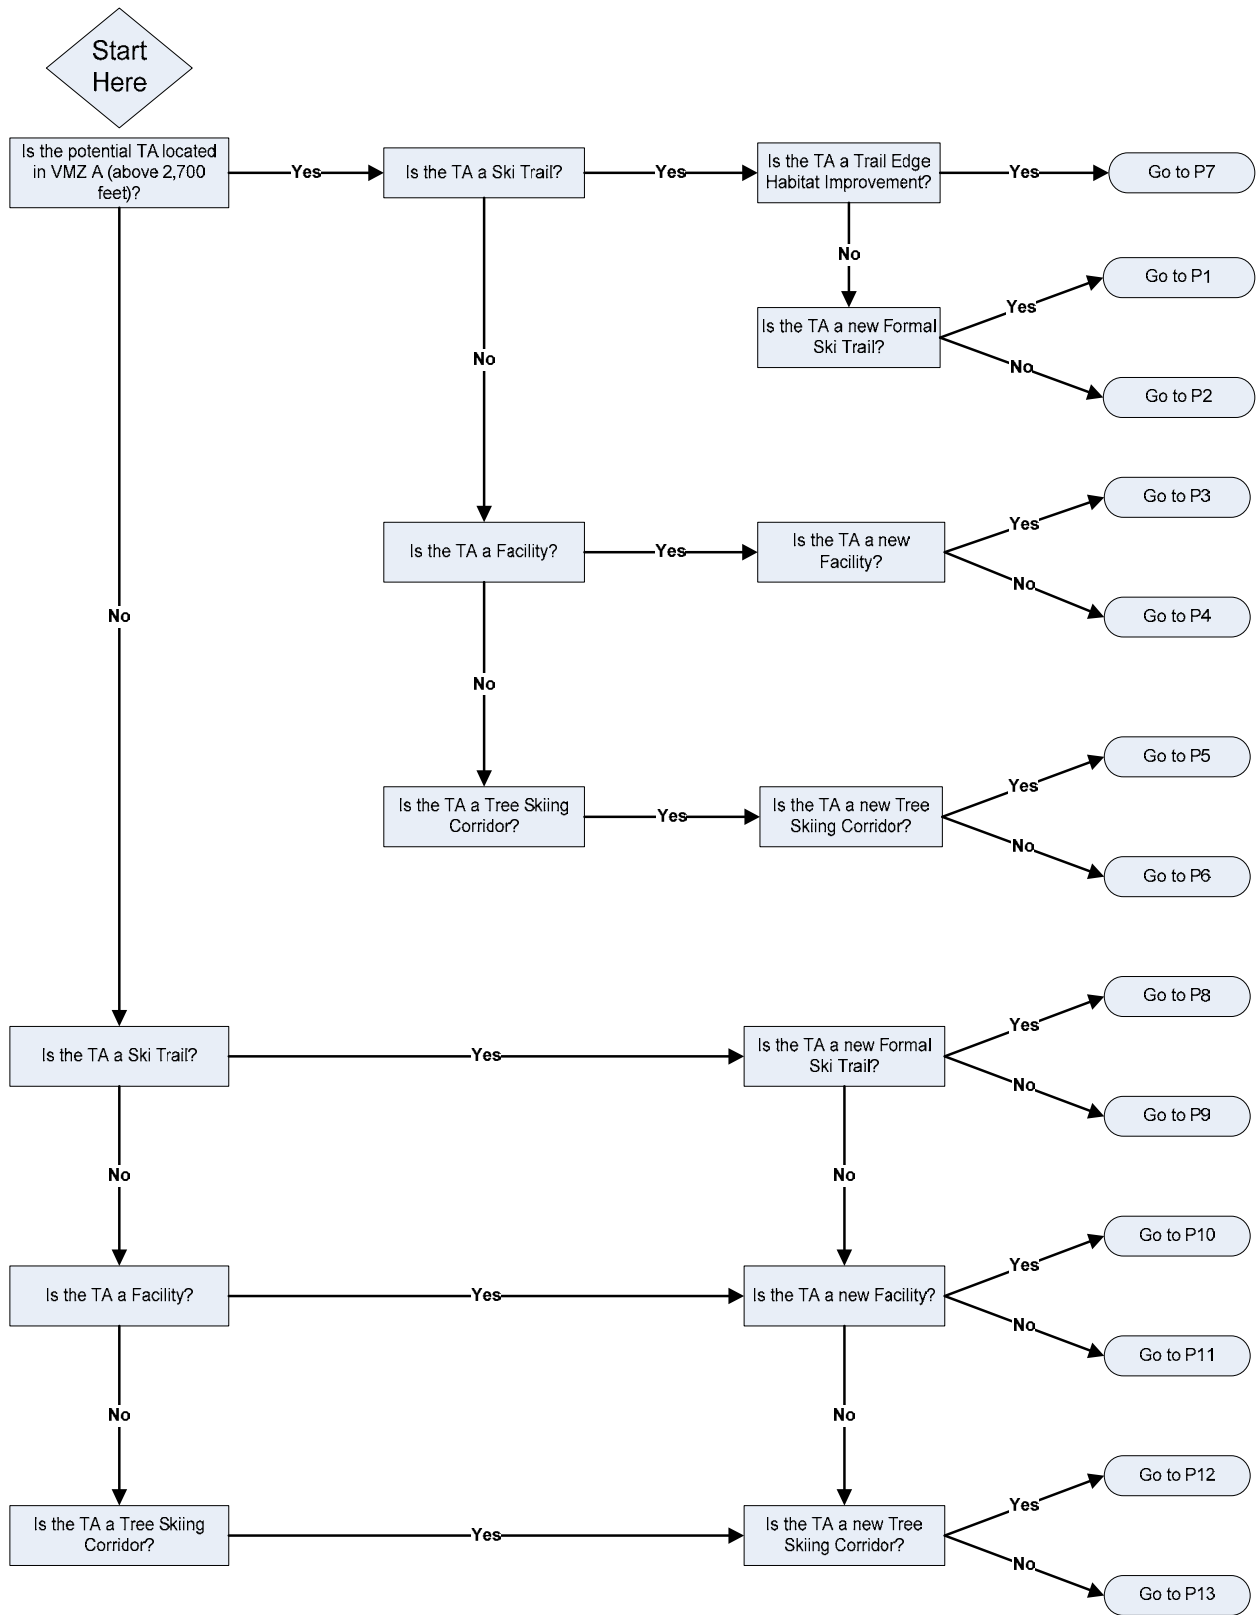 Start
Here
Is the potential TA located
in VMZ A (above 2,700
feet)?
Yes
Is the TA a Ski Trail?
Yes
Is the TA a Trail Edge
Habitat Improvement?
Yes
Go to P7
No
Is the TA a new Formal
Ski Trail?
Yes
Go to P1
No
Go to P2
No
Is the TA a Facility?
Yes
Is the TA a new
Facility?
Yes
Go to P3
No
Go to P4
No
Is the TA a Tree Skiing
Corridor?
Yes
Is the TA a new Tree
Skiing Corridor?
Yes
Go to P5
No
Go to P6
No
Is the TA a Ski Trail?
Yes
Is the TA a new Formal
Ski Trail?
Yes
Go to P8
No
Go to P9
No
No
Is the TA a Facility?
Yes
Is the TA a new Facility?
Yes
Go to P10
No
Go to P11
No
No
Is the TA a Tree Skiing
Corridor?
Yes
Is the TA a new Tree
Skiing Corridor?
Yes
Go to P12
No
Go to P13